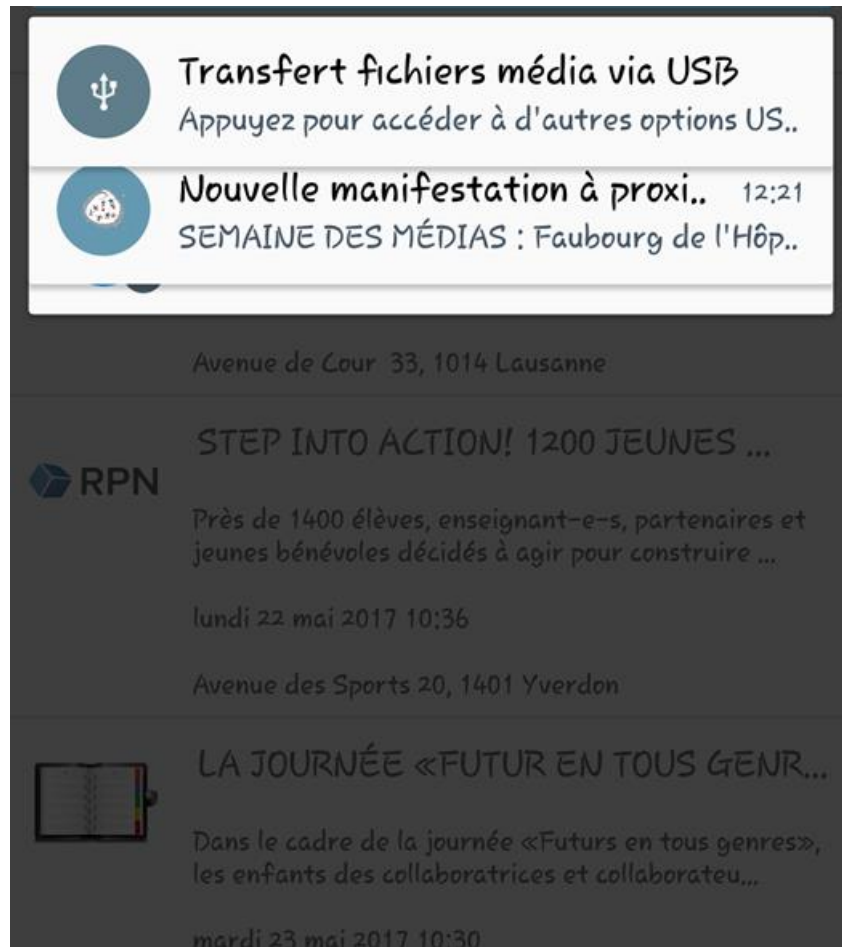 Transfert fichiers média via USB
Appuyez pour accéder à d'autres options US..
Nouvelle manifestation à proxi.. 12:21
SEMAINE DES MÉDIAS : Faubourg de l'Hôp..
Avenue de Cour 33, 1014 Lausanne
STEP INTO ACTION! 1200 JEUNES ...
RPN
Près de 1400 élèves, enseignant-e-s, partenaires et
jeunes bénévoles décidés à agir pour construire ...
lundi 22 mai 2017 10:36
Avenue des Sports 20, 1401 Yverdon
LA JOURNÉE «FUTUR EN TOUS GENR...
Dans le cadre de la journée «Futurs en tous genres»,
les enfants des collaboratrices et collaborateu...
mardi 23 mai 2017 10:30